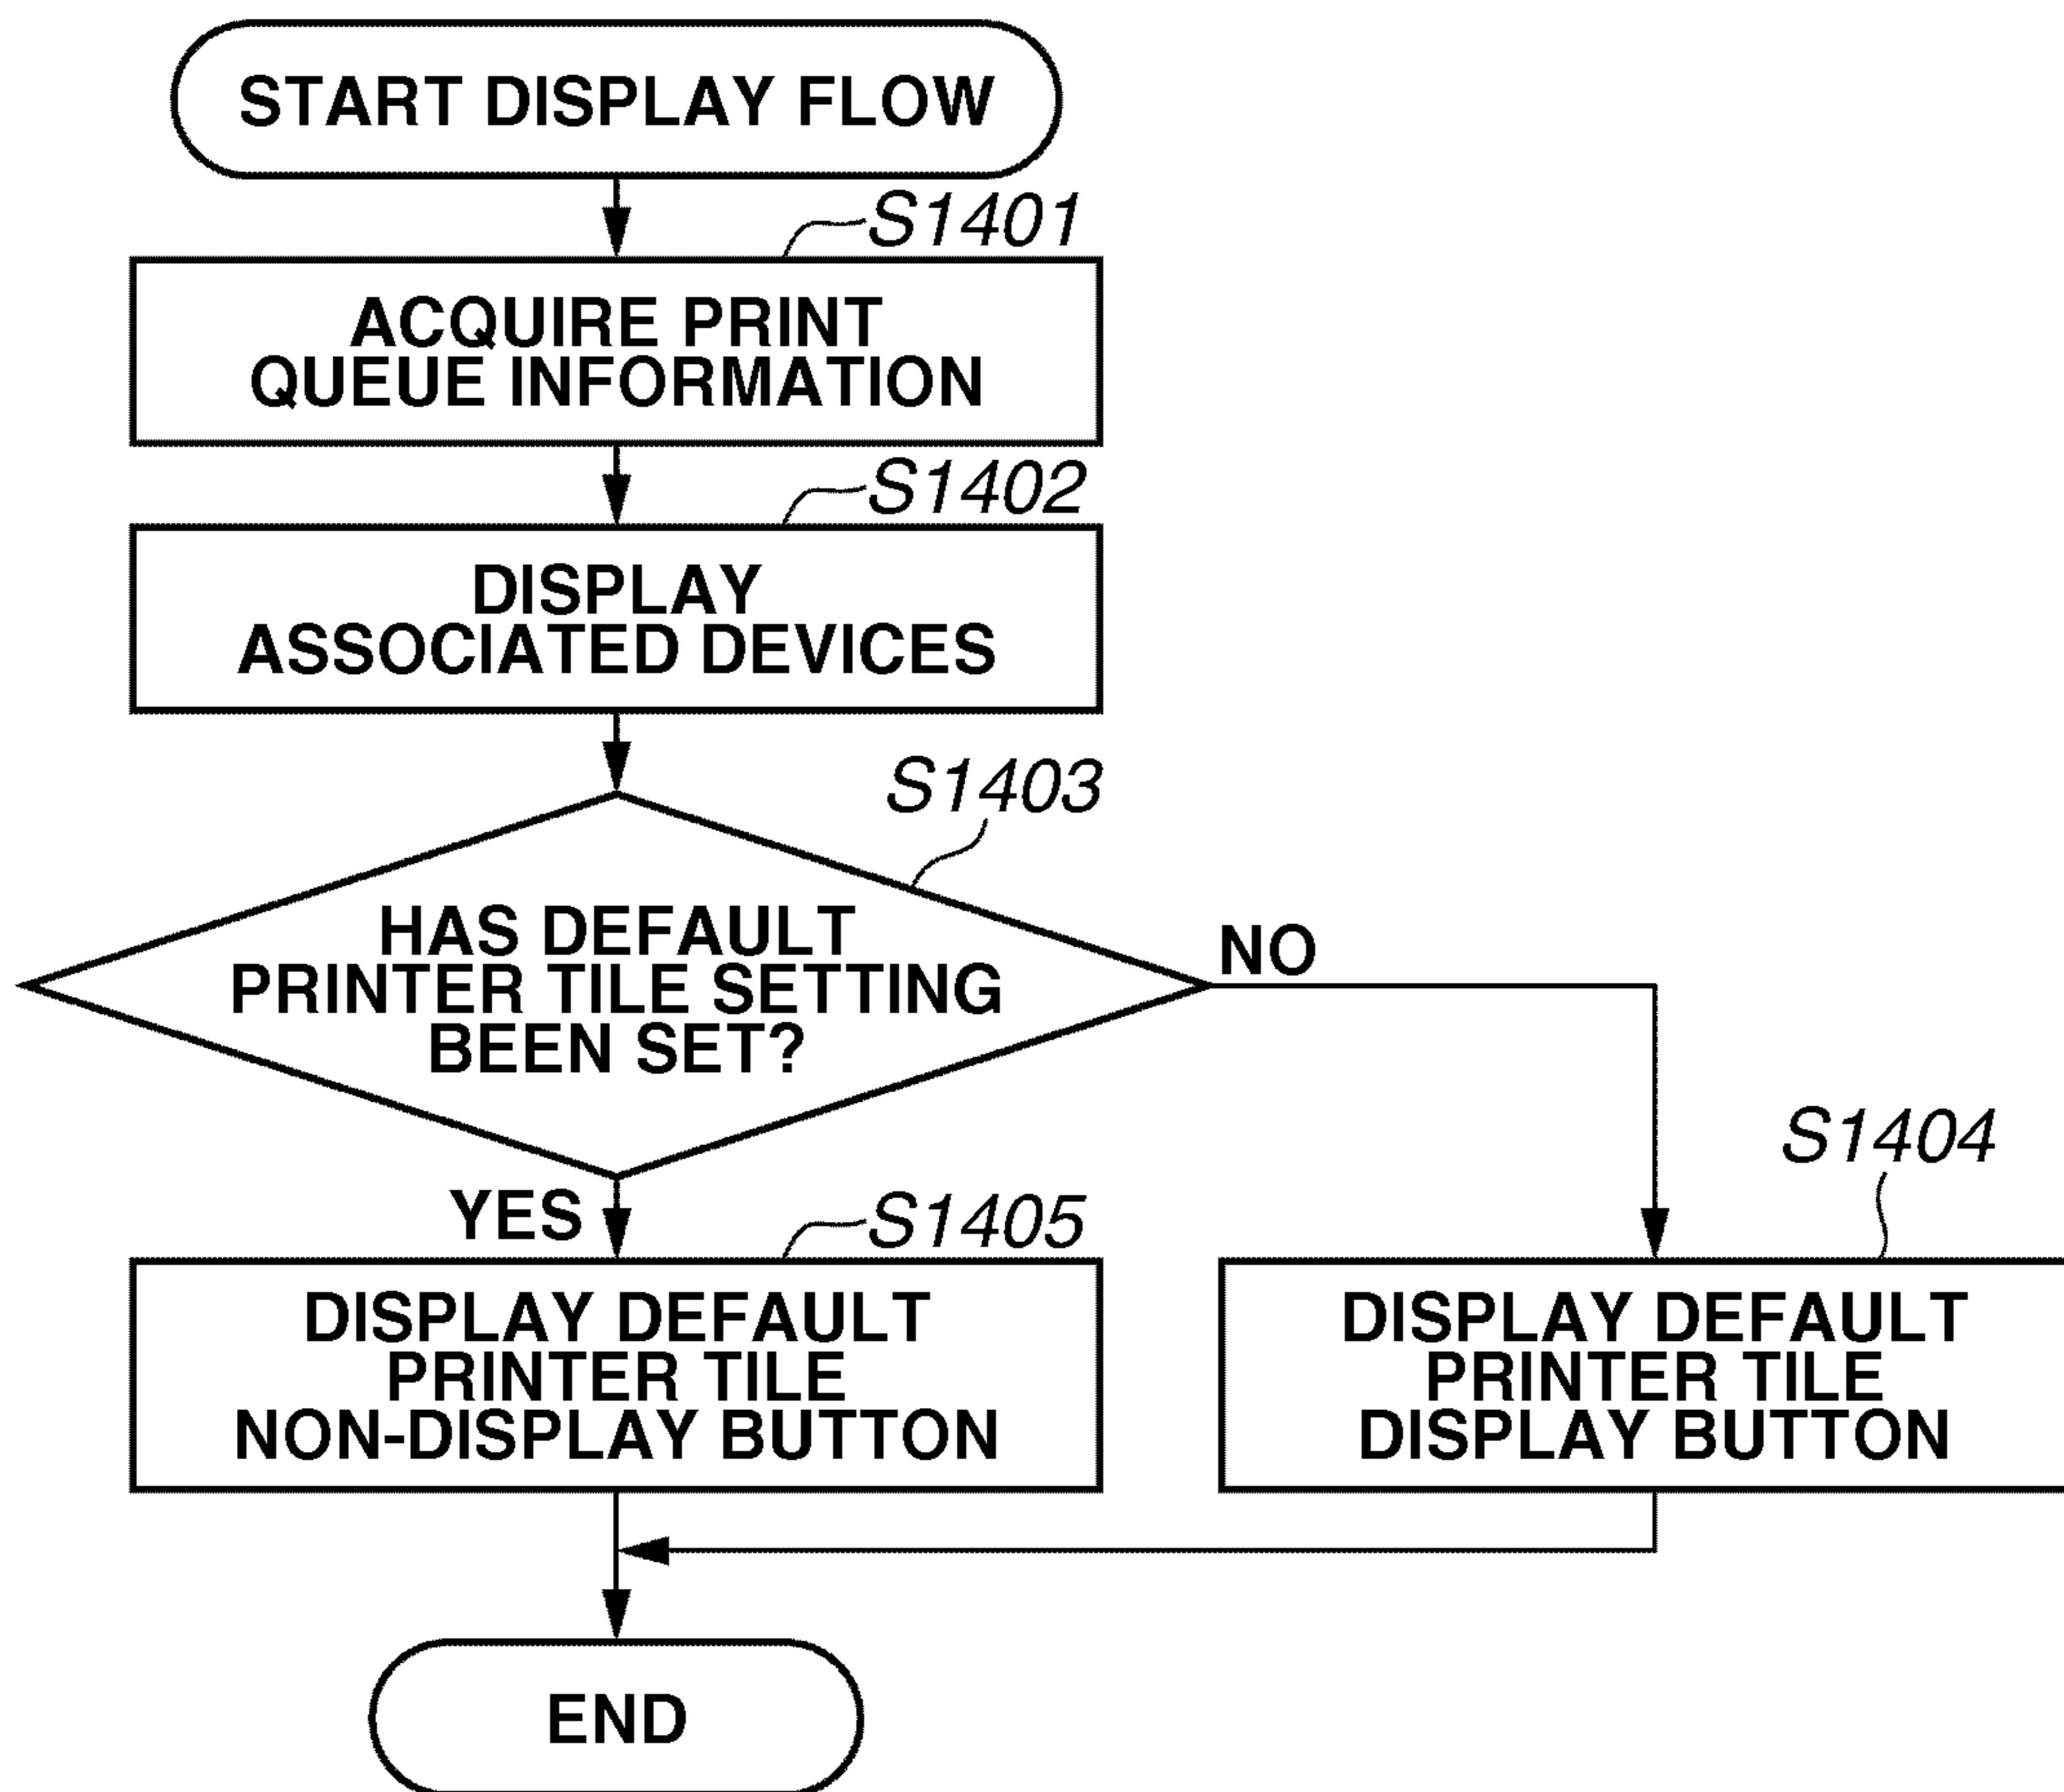 START DISPLAY FLOW
S1401
ACQUIRE PRINT
QUEUE INFORMATION
S1402
DISPLAY
ASSOCIATED DEVICES
S1403
HAS DEFAULT
PRINTER TILE SETTING
BEEN SET?
NO
YES
S1405
DISPLAY DEFAULT
PRINTER TILE
NON-DISPLAY BUTTON
S1404
DISPLAY DEFAULT
PRINTER TILE
DISPLAY BUTTON
END